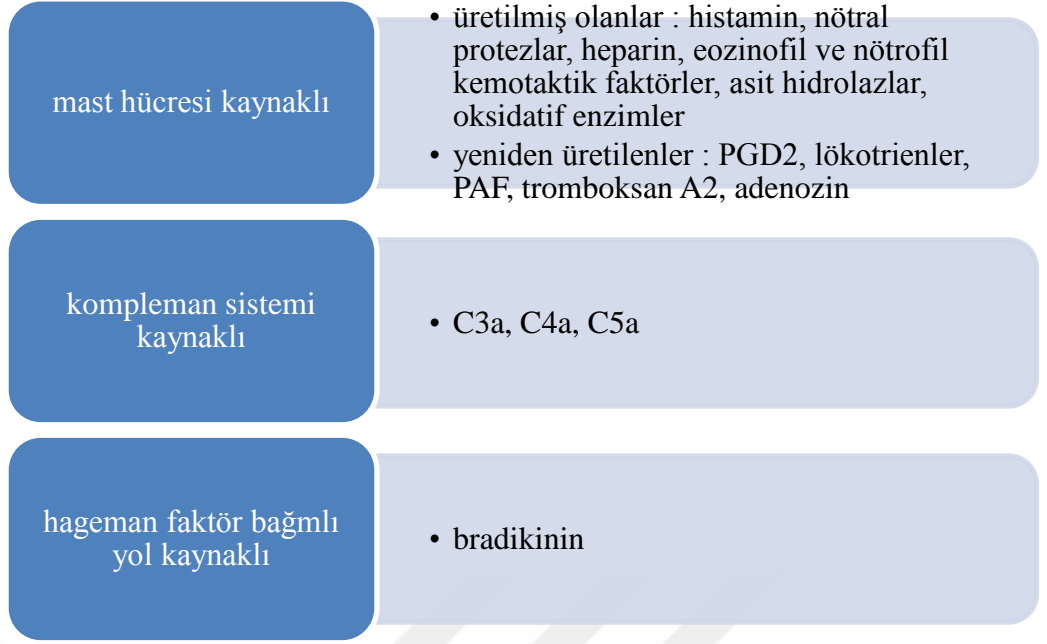 mast hücresi kaynaklı
• üretilmiş olanlar : histamin, nötral
protezlar, heparin, eozinofil ve nötrofil
kemotaktik faktörler, asit hidrolazlar,
oksidatif enzimler
• yeniden üretilenler : PGD2, lökotrienler,
PAF, tromboksan A2, adenozin
kompleman sistemi
kaynaklı
• C3a, C4a, C5a
hageman faktör bağmlı
yol kaynaklı
• bradikinin